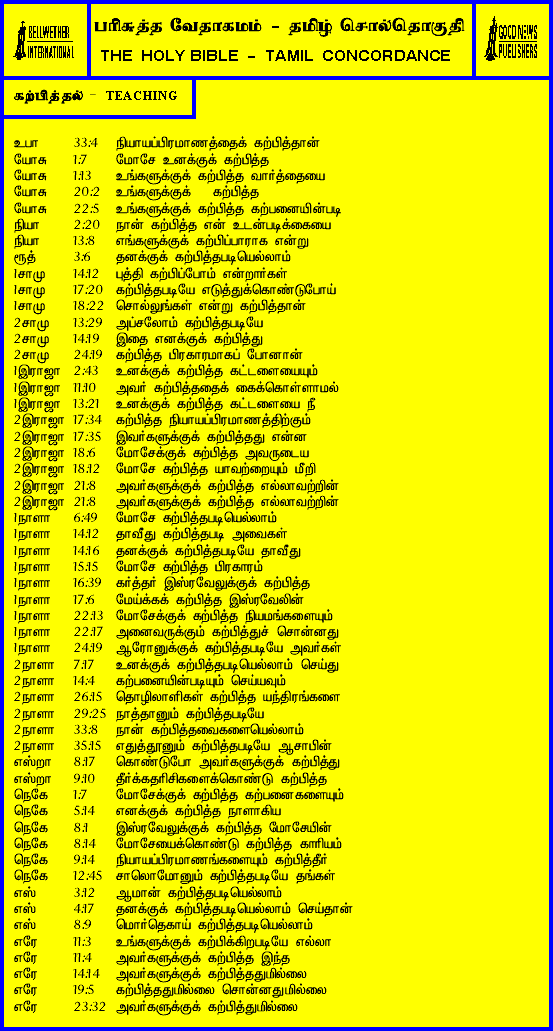 BELLWETHER
INTERNATIONAL
பரிசுத்த வேதாகமம் - தமிழ் சொல்தொகுதி
THE HOLY BIBLE - TAMIL CONCORDANCE
GOOD NEWS
PUBLISHERS
கற்பித்தல் - TEACHING
உபா 33:4 நியாயப்பிரமாணத்தைக் கற்பித்தான்
யோசு 1:7 மோசே உனக்குக் கற்பித்த
யோசு 1:13 உங்களுக்குக் கற்பித்த வார்த்தையை
யோசு 20:2 உங்களுக்குக் கற்பித்த
யோசு 22:5 உங்களுக்குக் கற்பித்த கற்பனையின்படி
நியா 2:20 நான் கற்பித்த என் உடன்படிக்கையை
நியா 13:8 எங்களுக்குக் கற்பிப்பாராக என்று
ரூத் 3:6 தனக்குக் கற்பித்தபடியெல்லாம்
1சாமு 14:12 புத்தி கற்பிப்போம் என்றார்கள்
1சாமு 17:20 கற்பித்தபடியே எடுத்துக்கொண்டுபோய்
1சாமு 18:22 சொல்லுங்கள் என்று கற்பித்தான்
2சாமு 13:29 அப்சலோம் கற்பித்தபடியே
2சாமு 14:19 இதை எனக்குக் கற்பித்து
2சாமு 24:19 கற்பித்த பிரகாரமாகப் போனான்
1இராஜா 2:43 உனக்குக் கற்பித்த கட்டளையையும்
1இராஜா 11:10 அவர் கற்பித்ததைக் கைக்கொள்ளாமல்
1இராஜா 13:21 உனக்குக் கற்பித்த கட்டளையை நீ
2இராஜா 17:34 கற்பித்த நியாயப்பிரமாணத்திற்கும்
2இராஜா 17:35 இவர்களுக்குக் கற்பித்தது என்ன
2இராஜா 18:6 மோசேக்குக் கற்பித்த அவருடைய
2இராஜா 18:12 மோசே கற்பித்த யாவற்றையும் மீறி
2இராஜா 21:8 அவர்களுக்குக் கற்பித்த எல்லாவற்றின்
2இராஜா 21:8 அவர்களுக்குக் கற்பித்த எல்லாவற்றின்
1நாளா 6:49 மோசே கற்பித்தபடியெல்லாம்
1நாளா 14:12 தாவீது கற்பித்தபடி அவைகள்
1நாளா 14:16 தனக்குக் கற்பித்தபடியே தாவீது
1நாளா 15:15 மோசே கற்பித்த பிரகாரம்
1நாளா 16:39 கர்த்தர் இஸ்ரவேலுக்குக் கற்பித்த
1நாளா 17:6 மேய்க்கக் கற்பித்த இஸ்ரவேலின்
1நாளா 22:13 மோசேக்குக் கற்பித்த நியமங்களையும்
1நாளா 22:17 அனைவருக்கும் கற்பித்துச் சொன்னது
1நாளா 24:19 ஆரோனுக்குக் கற்பித்தபடியே அவர்கள்
2நாளா 7:17 உனக்குக் கற்பித்தபடியெல்லாம் செய்து
2நாளா 14:4 கற்பனையின்படியும் செய்யவும்
2நாளா 26:15 தொழிலாளிகள் கற்பித்த யந்திரங்களை
2நாளா 29:25 நாத்தானும் கற்பித்தபடியே
2நாளா 33:8 நான் கற்பித்தவைகளையெல்லாம்
2நாளா 35:15 எதுத்தூனும் கற்பித்தபடியே ஆசாபின்
எஸ்றா 8:17 கொண்டுபோ அவர்களுக்குக் கற்பித்து
எஸ்றா 9:10 தீர்க்கதரிசிகளைக்கொண்டு கற்பித்த
நெகே 1:7 மோசேக்குக் கற்பித்த கற்பனைகளையும்
நெகே 5:14 எனக்குக் கற்பித்த நாளாகிய
நெகே 8:1 இஸ்ரவேலுக்குக் கற்பித்த மோசேயின்
நெகே 8:14 மோசேயைக்கொண்டு கற்பித்த காரியம்
நெகே 9:14 நியாயப்பிரமாணங்களையும் கற்பித்தீர்
நெகே 12:45 சாலொமோனும் கற்பித்தபடியே தங்கள்
எஸ் 3:12 ஆமான் கற்பித்தபடியெல்லாம்
எஸ் 4:17 தனக்குக் கற்பித்தபடியெல்லாம் செய்தான்
எஸ் 8:9 மொர்தெகாய் கற்பித்தபடியெல்லாம்
எரே 11:3 உங்களுக்குக் கற்பிக்கிறபடியே எல்லா
எரே 11:4 அவர்களுக்குக் கற்பித்த இந்த
எரே 14:14 அவர்களுக்குக் கற்பித்ததுமில்லை
எரே 19:5 கற்பித்ததுமில்லை சொன்னதுமில்லை
எரே 23:32 அவர்களுக்குக் கற்பித்துமில்லை